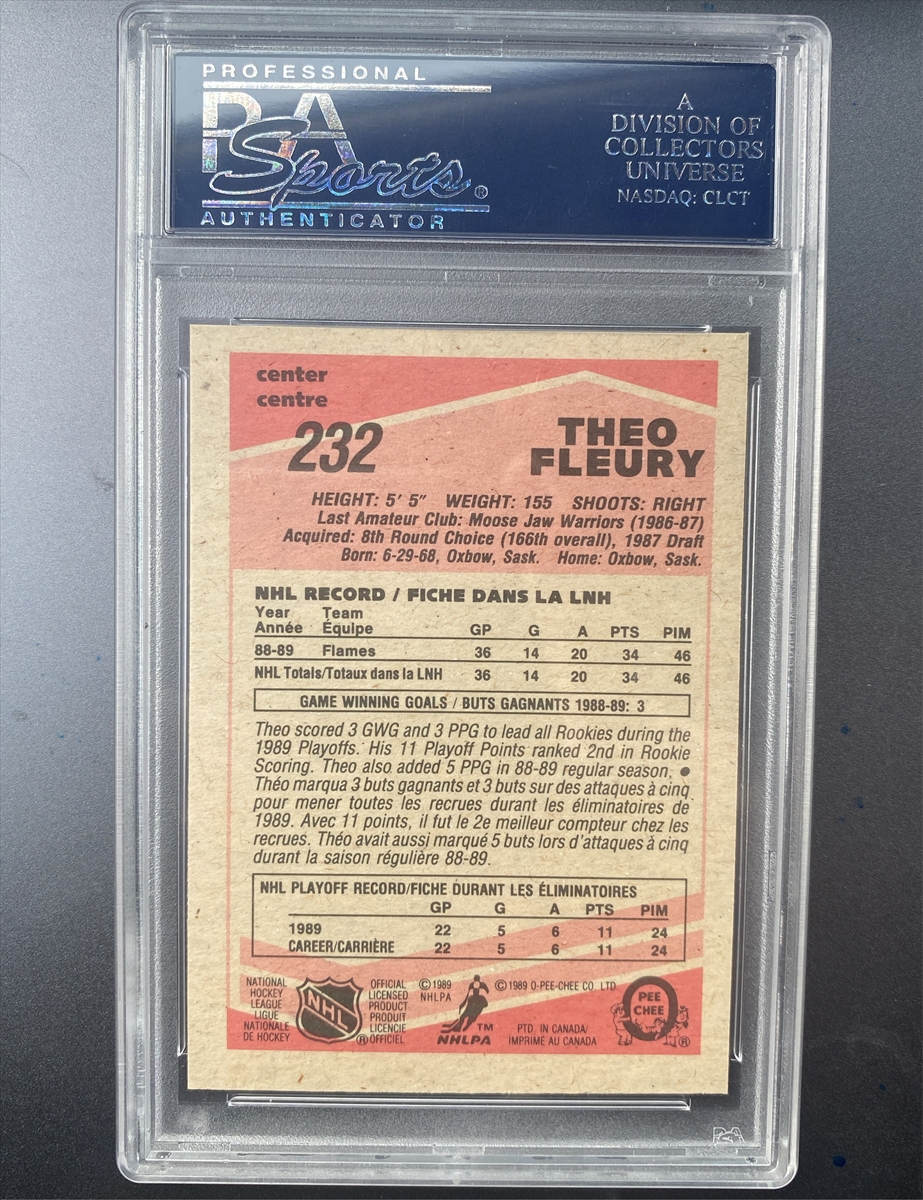 PROFESSIONAL
PSA
Sports®
AUTHENTICATOR
A
DIVISION OF
COLLECTORS
UNIVERSE
NASDAQ: CLCT
center
centre
232
THEO
FLEURY
HEIGHT: 5' 5" WEIGHT: 155 SHOOTS: RIGHT
Last Amateur Club: Moose Jaw Warriors (1986-87)
Acquired: 8th Round Choice (166th overall), 1987 Draft
Born: 6-29-68, Oxbow, Sask. Home: Oxbow, Sask.
NHL RECORD / FICHE DANS LA LNH
Year Team
Année Équipe GP G A PTS PIM
88-89 Flames 36 14 20 34 46
NHL Totals/Totaux dans la LNH 36 14 20 34 46
GAME WINNING GOALS / BUTS GAGNANTS 1988-89: 3
Theo scored 3 GWG and 3 PPG to lead all Rookies during the
1989 Playoffs. His 11 Playoff Points ranked 2nd in Rookie
Scoring. Theo also added 5 PPG in 88-89 regular season. ●
Théo marqua 3 buts gagnants et 3 buts sur des attaques à cinq
pour mener toutes les recrues durant les éliminatoires de
1989. Avec 11 points, il fut le 2e meilleur compteur chez les
recrues. Théo avait aussi marqué 5 buts lors d'attaques à cinq
durant la saison régulière 88-89.
NHL PLAYOFF RECORD/FICHE DURANT LES ÉLIMINATOIRES
GP G A PTS PIM
1989 22 5 6 11 24
CAREER/CARRIÈRE 22 5 6 11 24
NATIONAL
HOCKEY
LEAGUE
LIGUE
NATIONALE
DE HOCKEY
NHL
OFFICIAL
LICENSED
PRODUCT
PRODUIT
LICENCIE
® OFFICIEL
©1989
NHLPA
TM
NHLPA
©1989 O-PEE-CHEE CO. LTD
PTD. IN CANADA/
IMPRIMÉ AU CANADA
O
PEE
CHEE
®
PSA